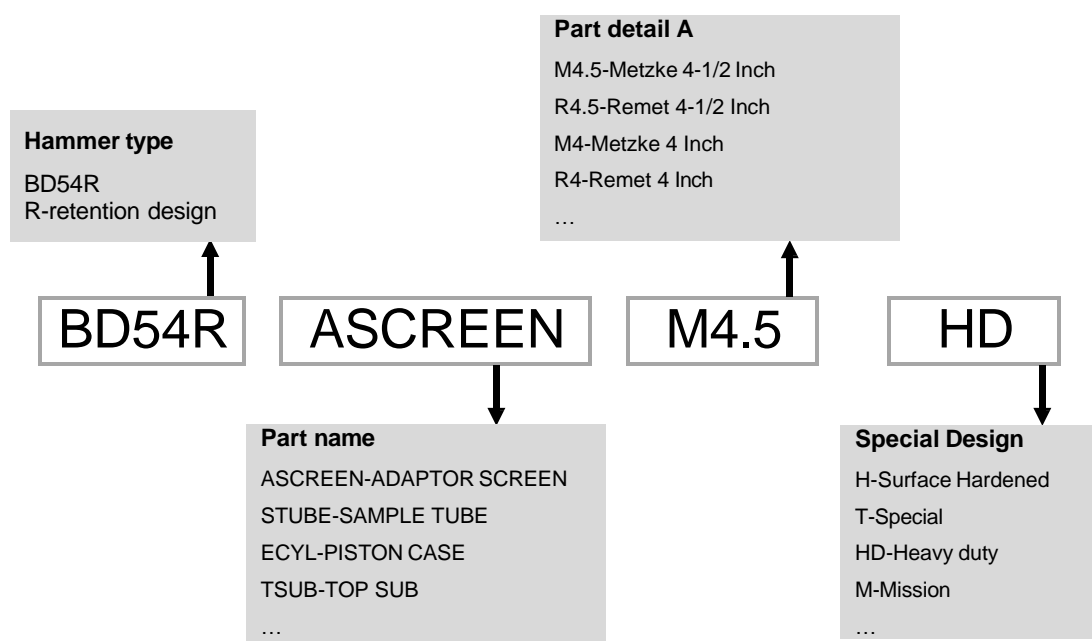 Part detail A
M4.5-Metzke 4-1/2 Inch
R4.5-Remet 4-1/2 Inch
M4-Metzke 4 Inch
R4-Remet 4 Inch
…
Hammer type
BD54R
R-retention design
BD54R
ASCREEN
M4.5
HD
Part name
ASCREEN-ADAPTOR SCREEN
STUBE-SAMPLE TUBE
ECYL-PISTON CASE
TSUB-TOP SUB
…
Special Design
H-Surface Hardened
T-Special
HD-Heavy duty
M-Mission
…